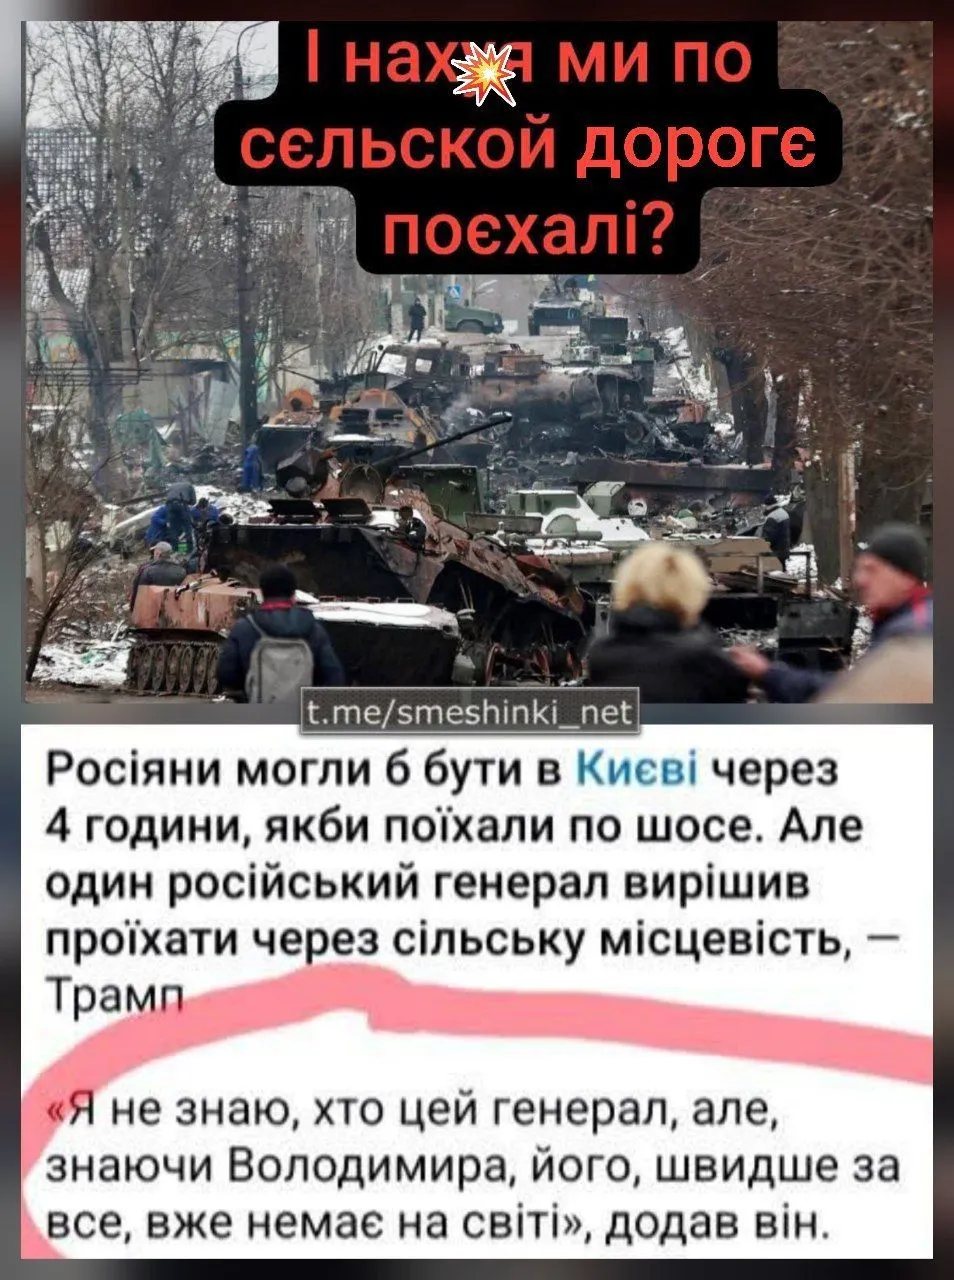 І наху💥я ми по
сєльской дорогє
поєхалі?
t.me/smeshinki_net
Росіяни могли б бути в Києві через
4 години, якби поїхали по шосе. Але
один російський генерал вирішив
проїхати через сільську місцевість, —
Трамп
«Я не знаю, хто цей генерал, але,
знаючи Володимира, його, швидше за
все, вже немає на світі», додав він.